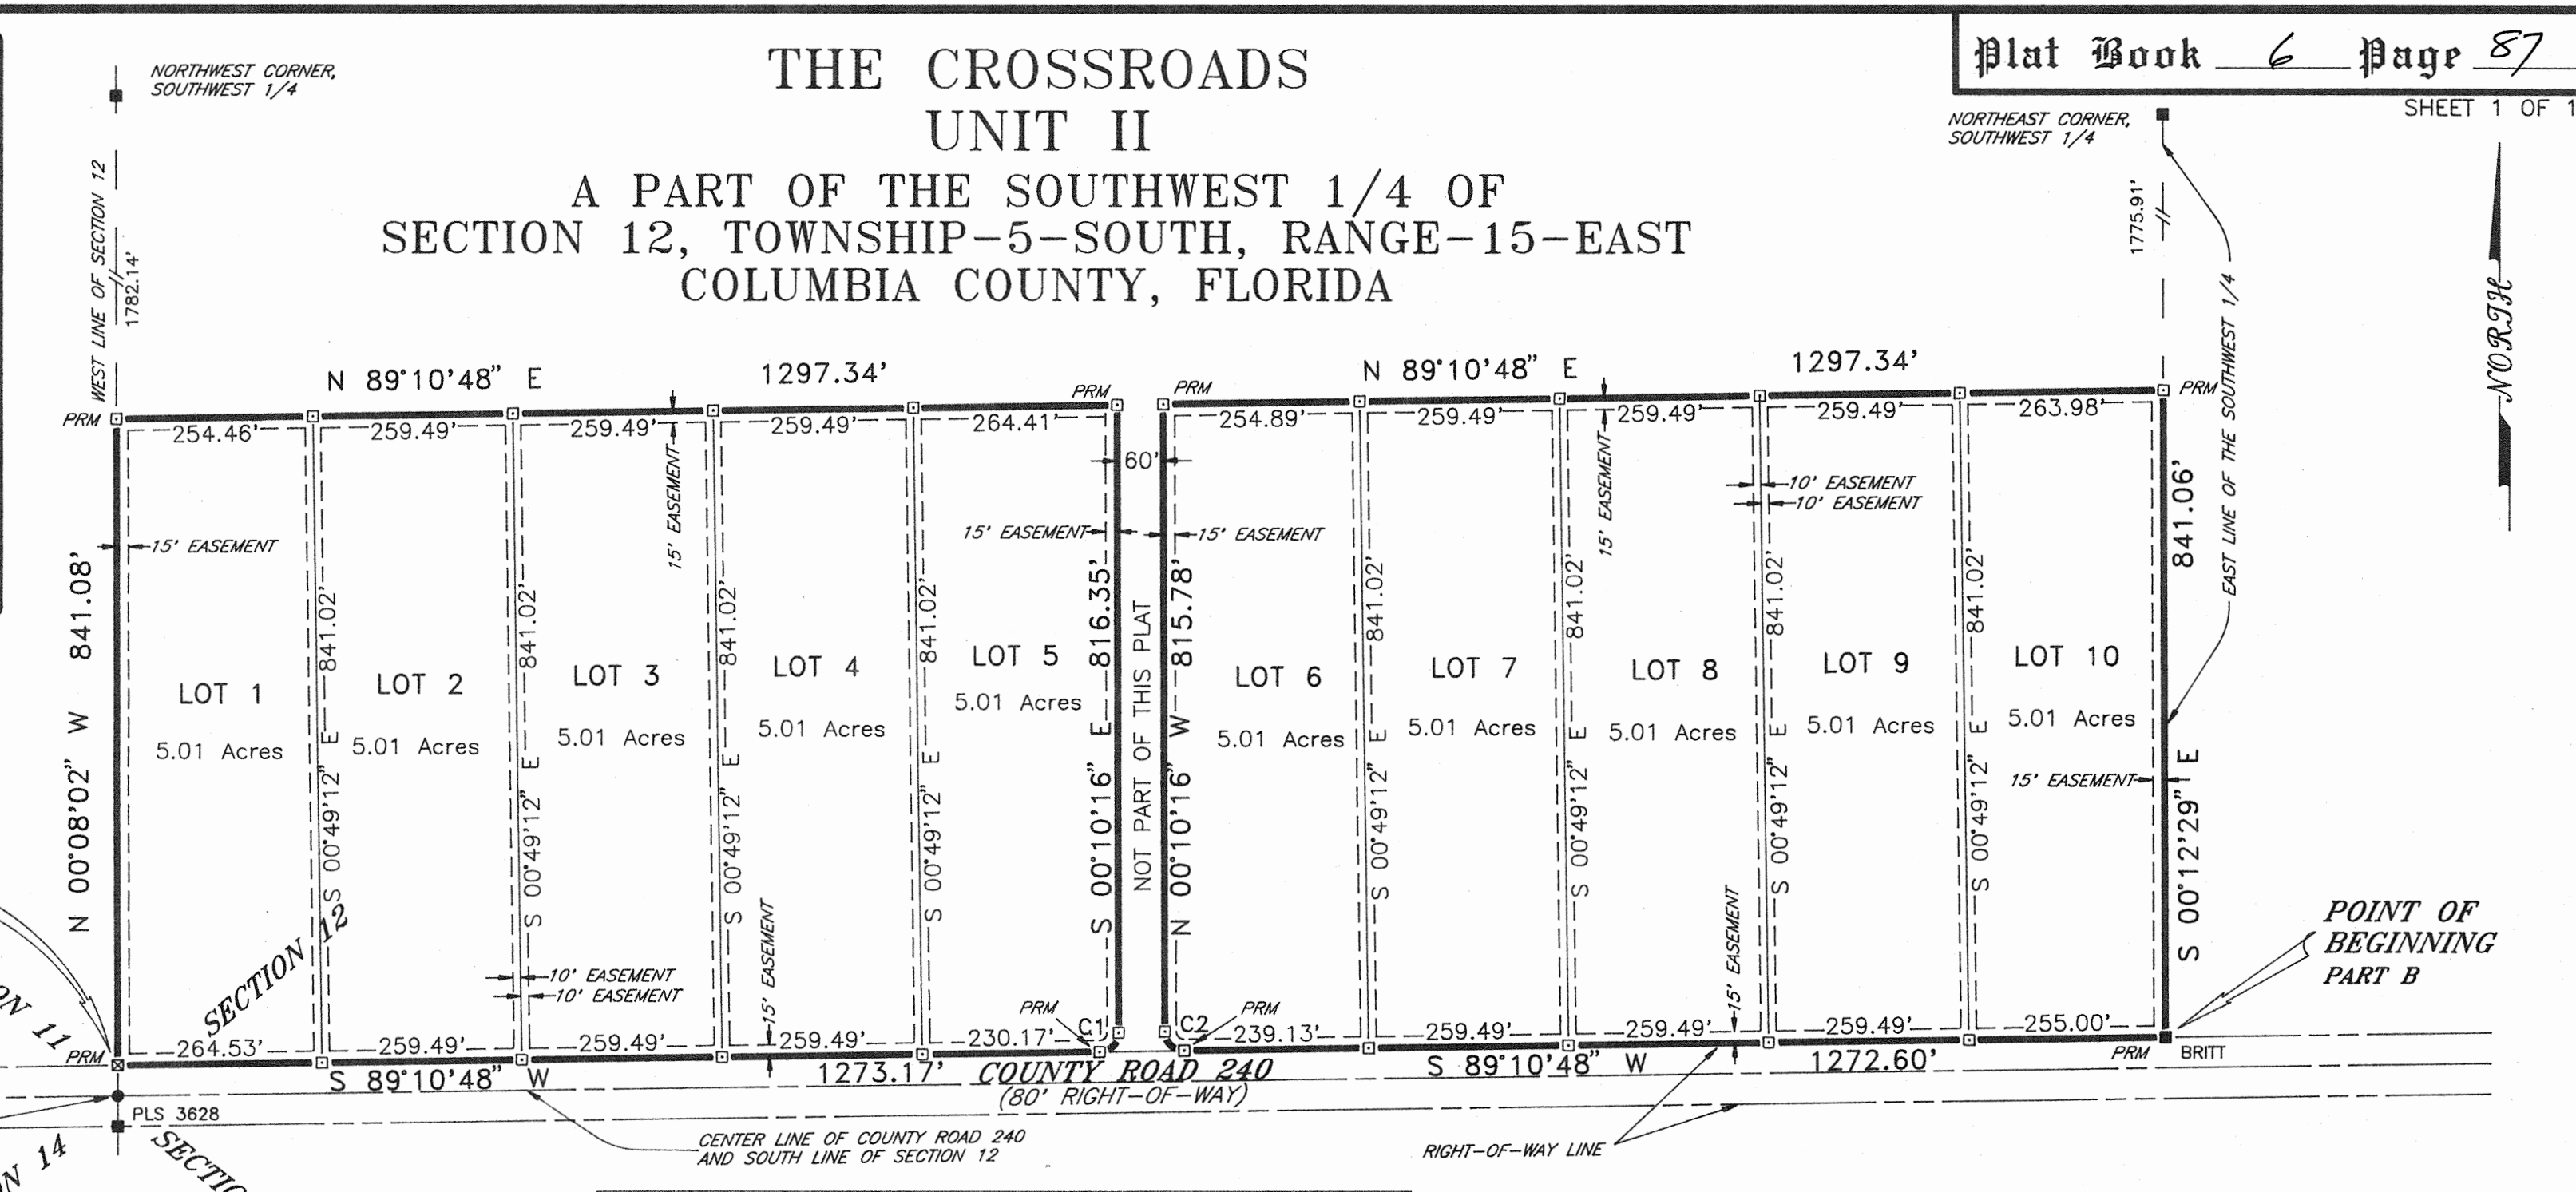 Plat Book 6 Page 87
SHEET 1 OF 1
THE CROSSROADS
UNIT II
A PART OF THE SOUTHWEST 1/4 OF
SECTION 12, TOWNSHIP-5-SOUTH, RANGE-15-EAST
COLUMBIA COUNTY, FLORIDA
NORTHWEST CORNER,
SOUTHWEST 1/4
NORTHEAST CORNER,
SOUTHWEST 1/4
WEST LINE OF SECTION 12
1782.14'
1775.91'
EAST LINE OF THE SOUTHWEST 1/4
NORTH
N 89°10'48" E 1297.34'
N 89°10'48" E 1297.34'
PRM
PRM
PRM
PRM
254.46'
259.49'
259.49'
259.49'
264.41'
254.89'
259.49'
259.49'
259.49'
263.98'
60'
15' EASEMENT
15' EASEMENT
15' EASEMENT
15' EASEMENT
15' EASEMENT
10' EASEMENT
10' EASEMENT
N 00°08'02" W 841.08'
S 00°49'12" E 841.02'
S 00°49'12" E 841.02'
S 00°49'12" E 841.02'
S 00°49'12" E 841.02'
S 00°10'16" E 816.35'
NOT PART OF THIS PLAT
N 00°10'16" W 815.78'
S 00°49'12" E 841.02'
S 00°49'12" E 841.02'
S 00°49'12" E 841.02'
S 00°49'12" E 841.02'
S 00°12'29" E 841.06'
LOT 1
5.01 Acres
LOT 2
5.01 Acres
LOT 3
5.01 Acres
LOT 4
5.01 Acres
LOT 5
5.01 Acres
LOT 6
5.01 Acres
LOT 7
5.01 Acres
LOT 8
5.01 Acres
LOT 9
5.01 Acres
LOT 10
5.01 Acres
15' EASEMENT
10' EASEMENT
10' EASEMENT
15' EASEMENT
15' EASEMENT
POINT OF
BEGINNING
PART B
SECTION 12
ON 11
PRM
PRM
C1
C2
PRM
PRM
BRITT
264.53'
259.49'
259.49'
259.49'
230.17'
239.13'
259.49'
259.49'
259.49'
255.00'
S 89°10'48" W 1273.17'
COUNTY ROAD 240
(80' RIGHT-OF-WAY)
S 89°10'48" W 1272.60'
PLS 3628
CENTER LINE OF COUNTY ROAD 240
AND SOUTH LINE OF SECTION 12
RIGHT-OF-WAY LINE
ON 14
SECTIO